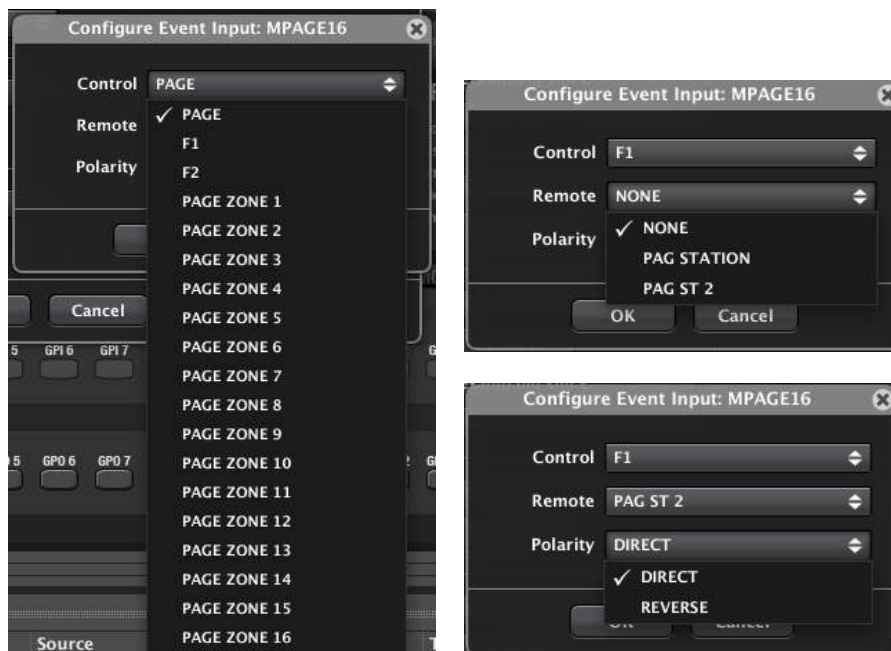 Configure Event Input: MPAGE16
Control PAGE
Remote
Polarity
✓ PAGE
F1
F2
PAGE ZONE 1
PAGE ZONE 2
PAGE ZONE 3
PAGE ZONE 4
PAGE ZONE 5
PAGE ZONE 6
PAGE ZONE 7
PAGE ZONE 8
PAGE ZONE 9
PAGE ZONE 10
PAGE ZONE 11
PAGE ZONE 12
PAGE ZONE 13
PAGE ZONE 14
PAGE ZONE 15
PAGE ZONE 16
Cancel
5 GPI 6 GPI 7
5 GPO 6 GPO 7
Source
Configure Event Input: MPAGE16
Control F1
Remote NONE
Polarity
✓ NONE
PAG STATION
PAG ST 2
OK Cancel
Configure Event Input: MPAGE16
Control F1
Remote PAG ST 2
Polarity DIRECT
✓ DIRECT
REVERSE